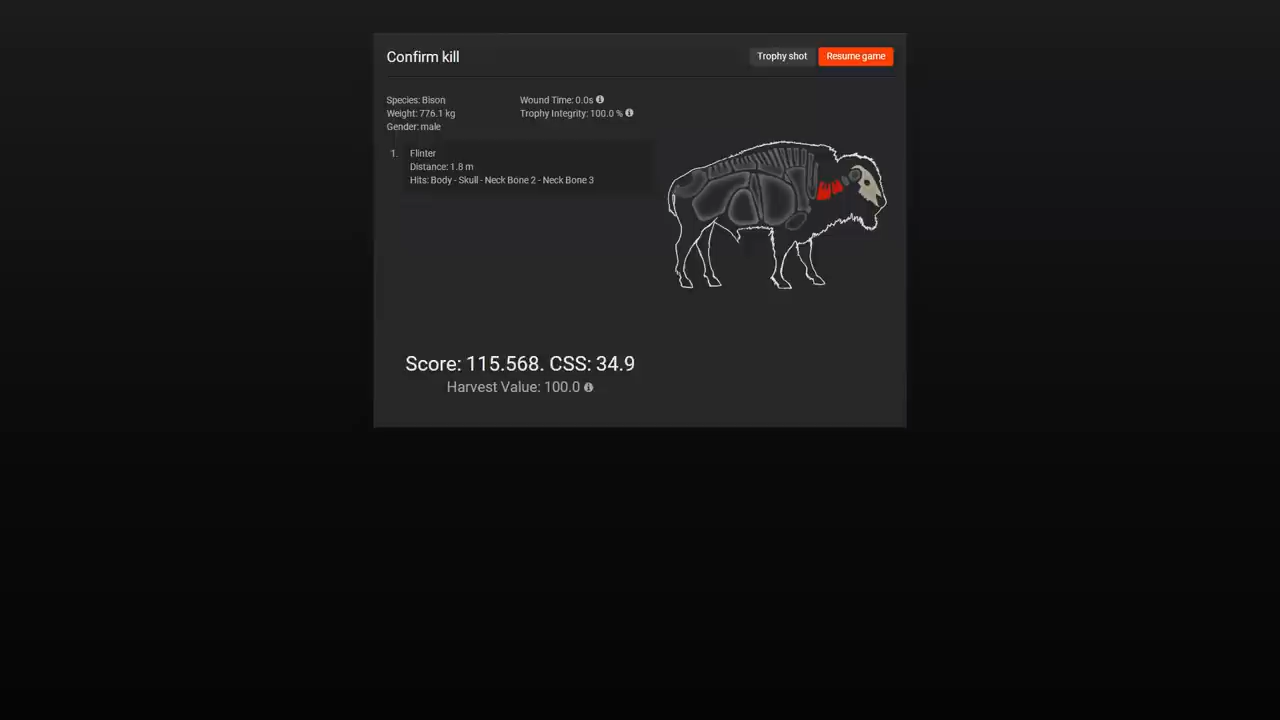 Confirm kill
Trophy shot
Resume game
Species: Bison
Weight: 776.1 kg
Gender: male
Wound Time: 0.0s
Trophy Integrity: 100.0 %
1. Flinter
Distance: 1.8 m
Hits: Body - Skull - Neck Bone 2 - Neck Bone 3
Score: 115.568. CSS: 34.9
Harvest Value: 100.0